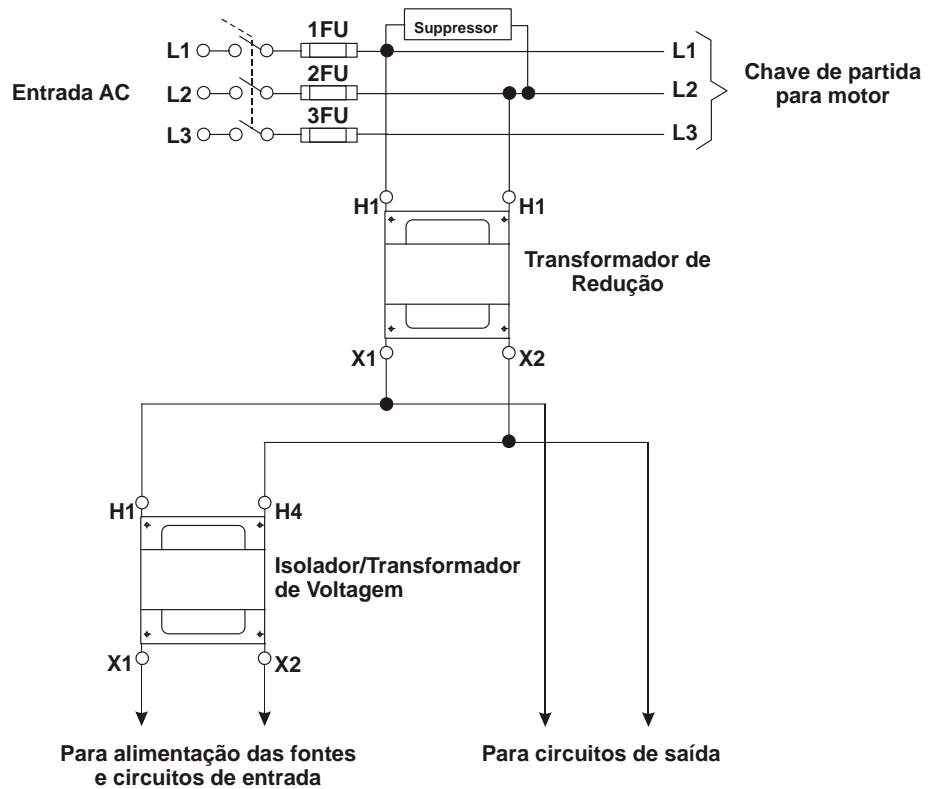 1FU
Suppressor
L1
L1
2FU
Entrada AC
L2
L2
Chave de partida
para motor
3FU
L3
L3
H1
H1
Transformador de
Redução
X1
X2
H1
H4
Isolador/Transformador
de Voltagem
X1
X2
Para alimentação das fontes
e circuitos de entrada
Para circuitos de saída